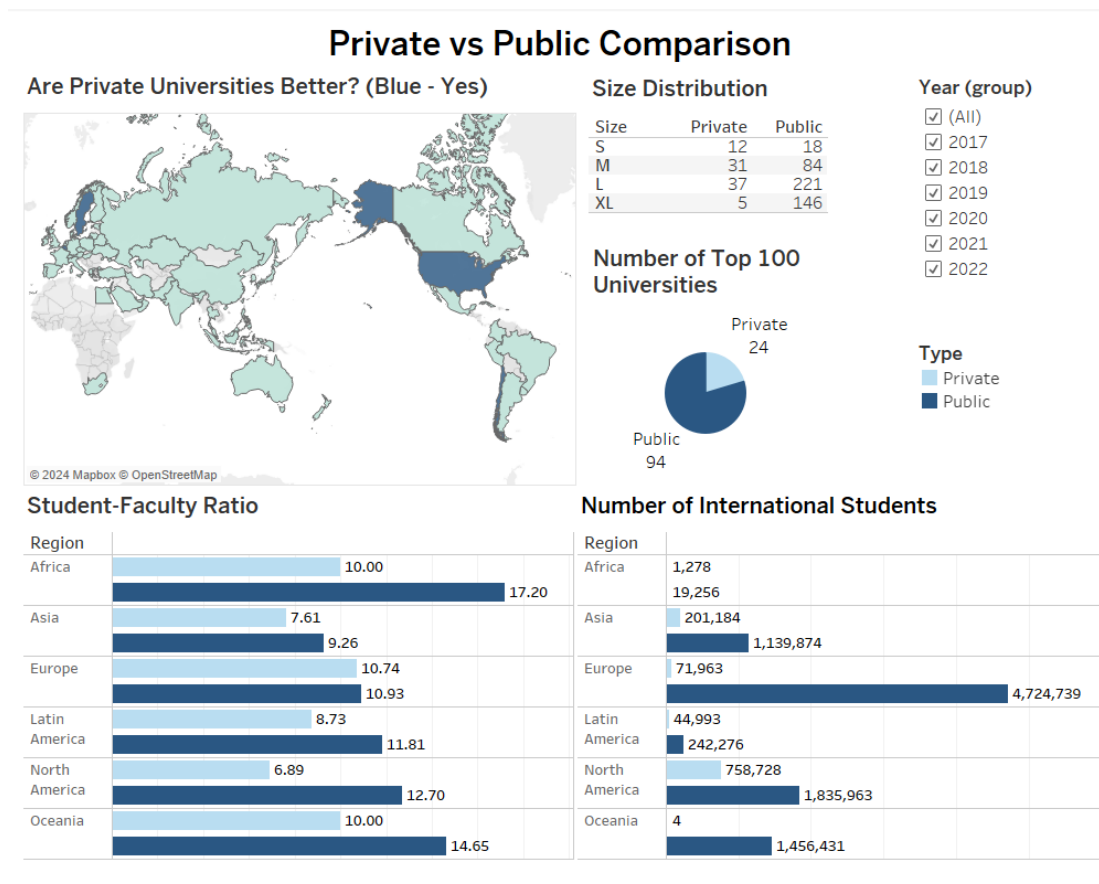 Private vs Public Comparison
Are Private Universities Better? (Blue - Yes)
© 2024 Mapbox © OpenStreetMap
Size Distribution
Size Private Public
S 12 18
M 31 84
L 37 221
XL 5 146
Number of Top 100
Universities
Private
24
Public
94
Year (group)
(All)
2017
2018
2019
2020
2021
2022
Type
Private
Public
Student-Faculty Ratio
Region
Africa
10.00
17.20
Asia
7.61
9.26
Europe
10.74
10.93
Latin
America
8.73
11.81
North
America
6.89
12.70
Oceania
10.00
14.65
Number of International Students
Region
Africa
1,278
19,256
Asia
201,184
1,139,874
Europe
71,963
4,724,739
Latin
America
44,993
242,276
North
America
758,728
1,835,963
Oceania
4
1,456,431